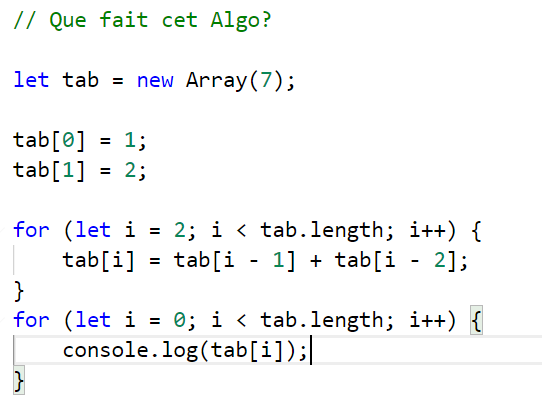 // Que fait cet Algo?
let tab = new Array(7);
tab[0] = 1;
tab[1] = 2;
for (let i = 2; i < tab.length; i++) {
    tab[i] = tab[i - 1] + tab[i - 2];
}
for (let i = 0; i < tab.length; i++) {
    console.log(tab[i]);
}